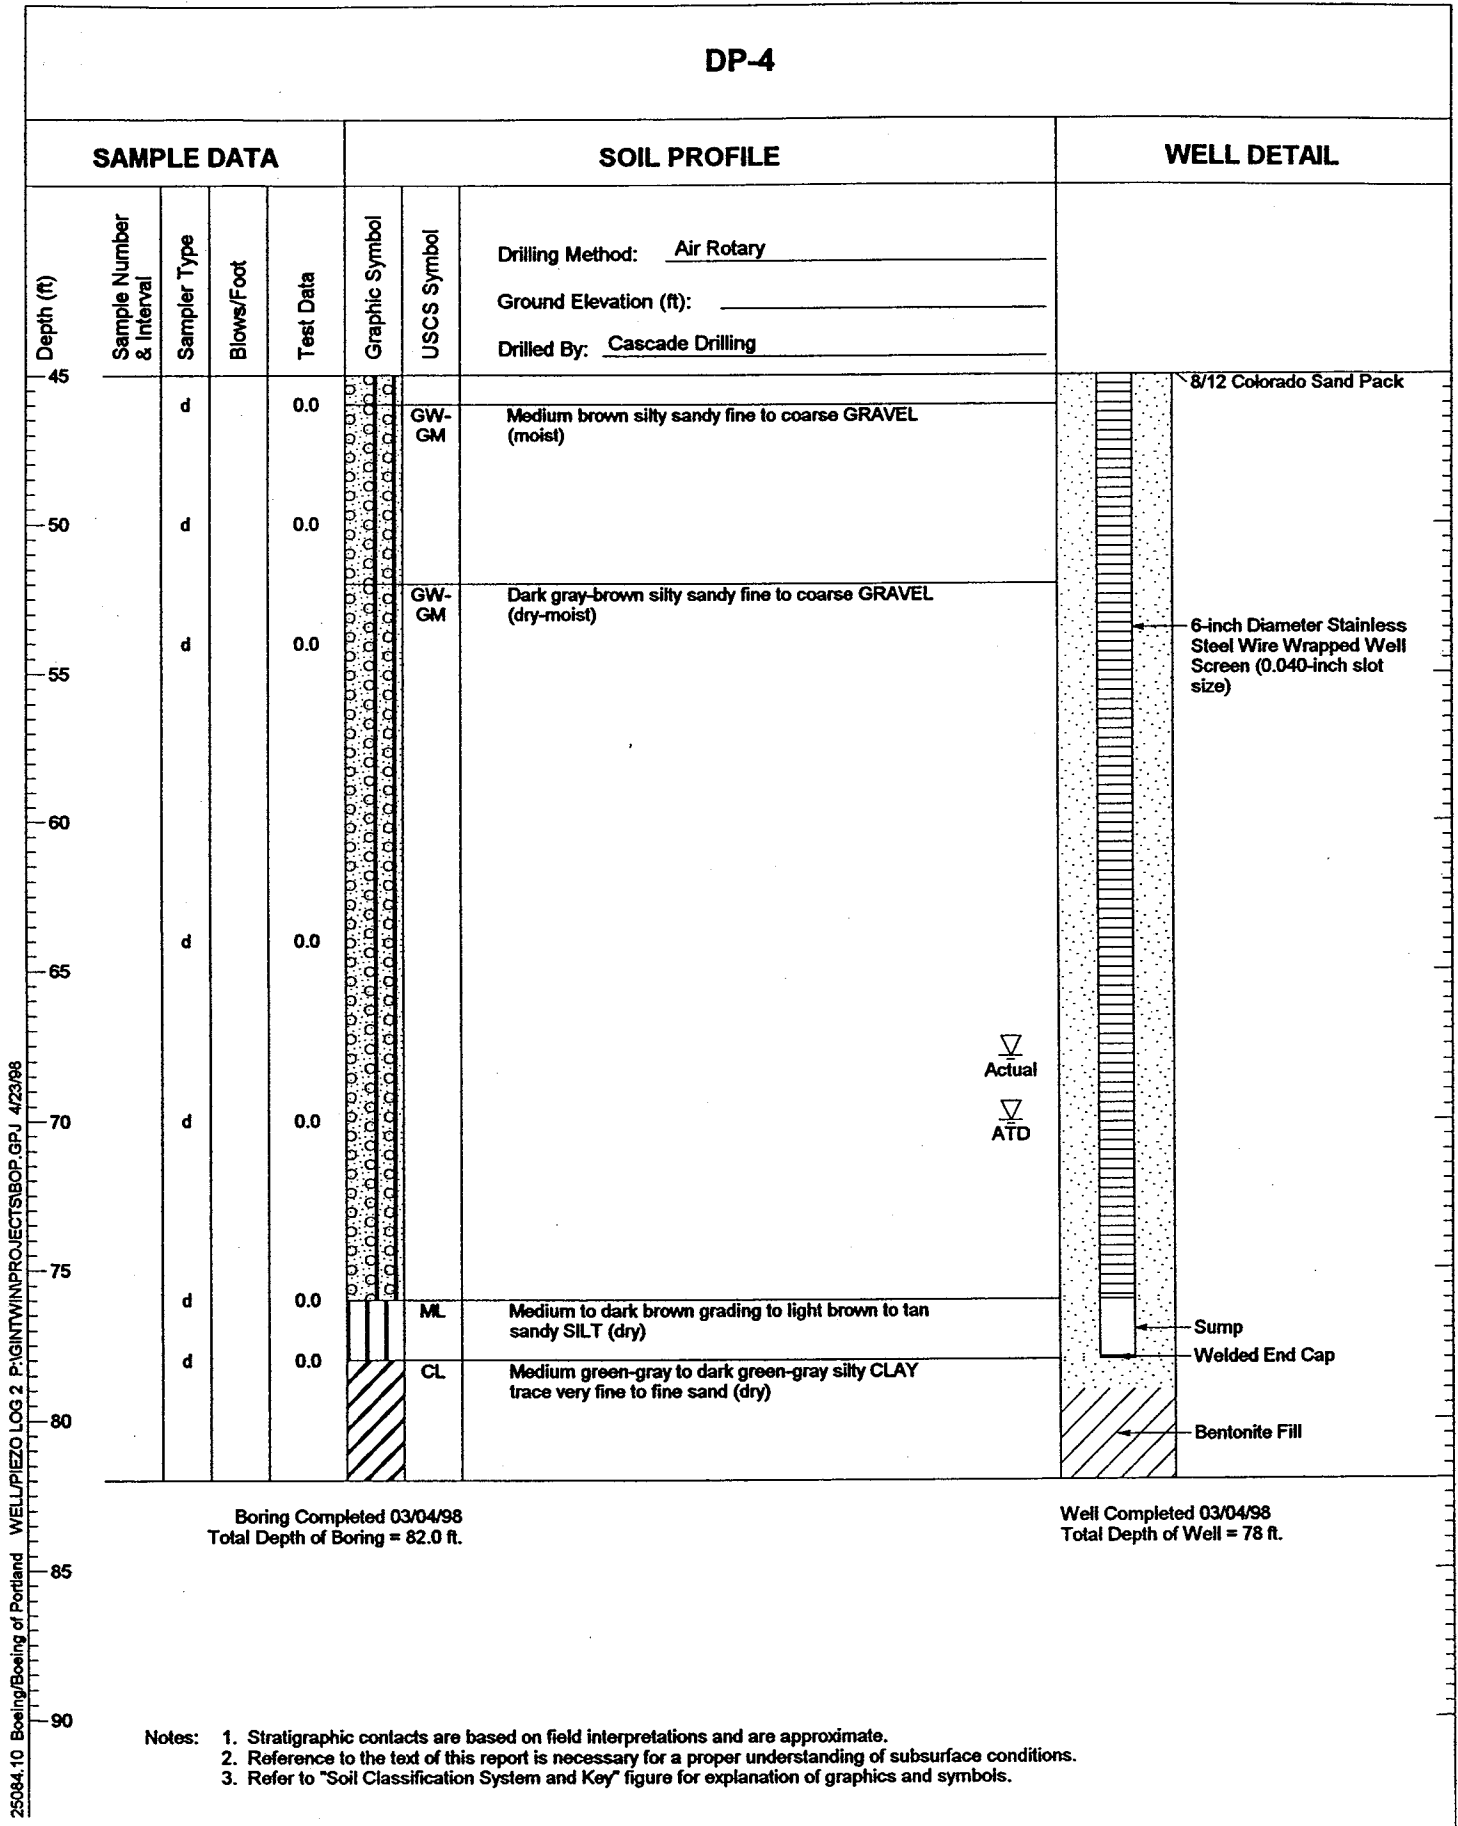 DP-4
SAMPLE DATA
SOIL PROFILE
WELL DETAIL
Depth (ft)
Sample Number
& Interval
Sampler Type
Blows/Foot
Test Data
Graphic Symbol
USCS Symbol
Drilling Method: Air Rotary
Ground Elevation (ft):
Drilled By: Cascade Drilling
45
8/12 Colorado Sand Pack
d 0.0
GW-
GM
Medium brown silty sandy fine to coarse GRAVEL
(moist)
50
d 0.0
GW-
GM
Dark gray-brown silty sandy fine to coarse GRAVEL
(dry-moist)
d 0.0
6-inch Diameter Stainless
Steel Wire Wrapped Well
Screen (0.040-inch slot
size)
55
60
d 0.0
65
Actual
70
d 0.0
ATD
75
d 0.0
ML
Medium to dark brown grading to light brown to tan
sandy SILT (dry)
Sump
Welded End Cap
d 0.0
CL
Medium green-gray to dark green-gray silty CLAY
trace very fine to fine sand (dry)
80
Bentonite Fill
Boring Completed 03/04/98
Total Depth of Boring = 82.0 ft.
Well Completed 03/04/98
Total Depth of Well = 78 ft.
85
90
Notes: 1. Stratigraphic contacts are based on field interpretations and are approximate.
2. Reference to the text of this report is necessary for a proper understanding of subsurface conditions.
3. Refer to "Soil Classification System and Key" figure for explanation of graphics and symbols.
25084.10 Boeing/Boeing of Portland WELL/PIEZO LOG 2 P:\GINTWIN\PROJECTS\BOP.GPJ 4/23/98